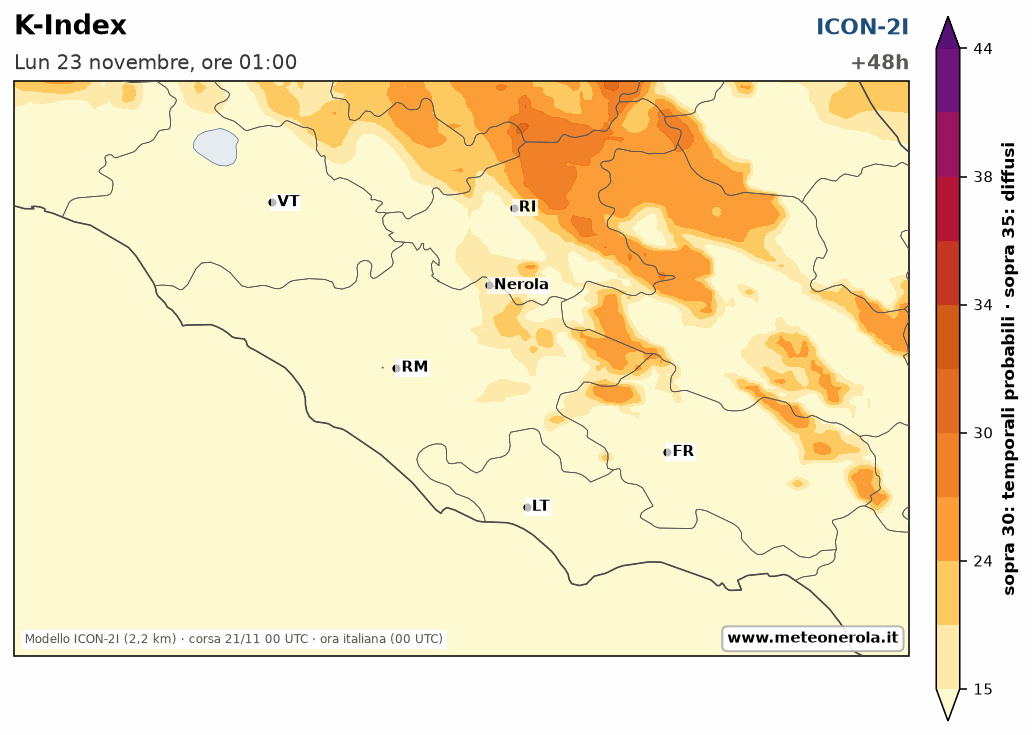 K-Index
ICON-2I
Lun 23 novembre, ore 01:00
+48h
44
38
34
30
24
15
sopra 30: temporali probabili · sopra 35: diffusi
VT
RI
Nerola
RM
FR
LT
Modello ICON-2I (2,2 km) · corsa 21/11 00 UTC · ora italiana (00 UTC)
www.meteonerola.it